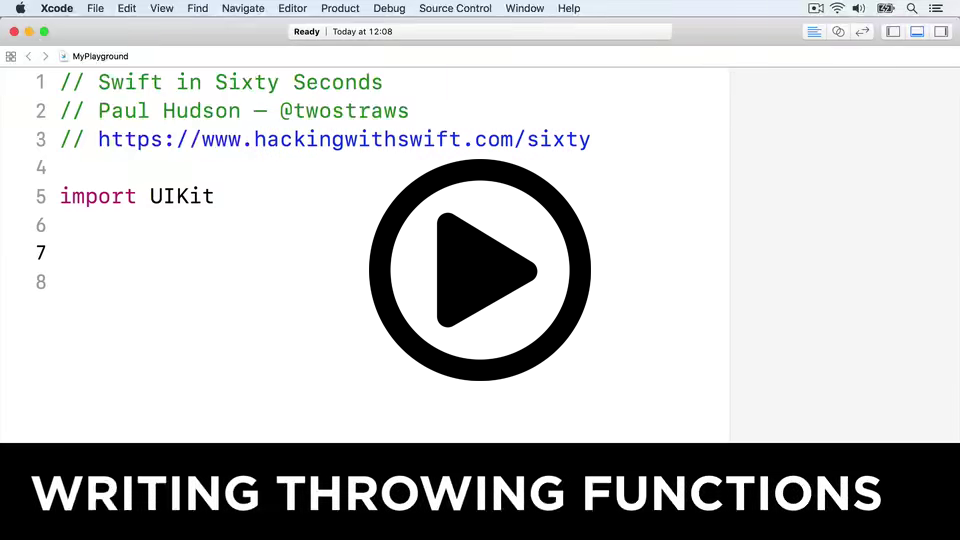 Xcode File Edit View Find Navigate Editor Product Debug Source Control Window Help
Ready | Today at 12:08
MyPlayground
1 // Swift in Sixty Seconds
2 // Paul Hudson — @twostraws
3 // https://www.hackingwithswift.com/sixty
4
5 import UIKit
6
7
8
WRITING THROWING FUNCTIONS